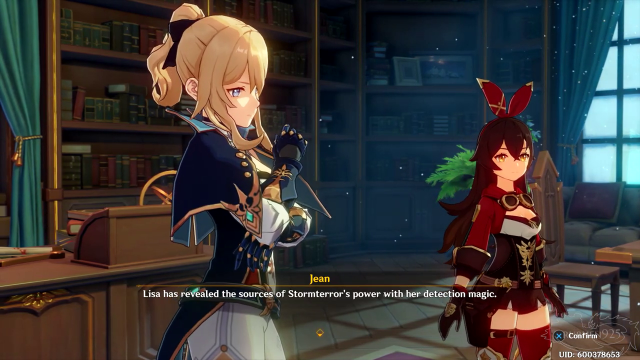 Jean
Lisa has revealed the sources of Stormterror's power with her detection magic.
Confirm
UID: 600378653